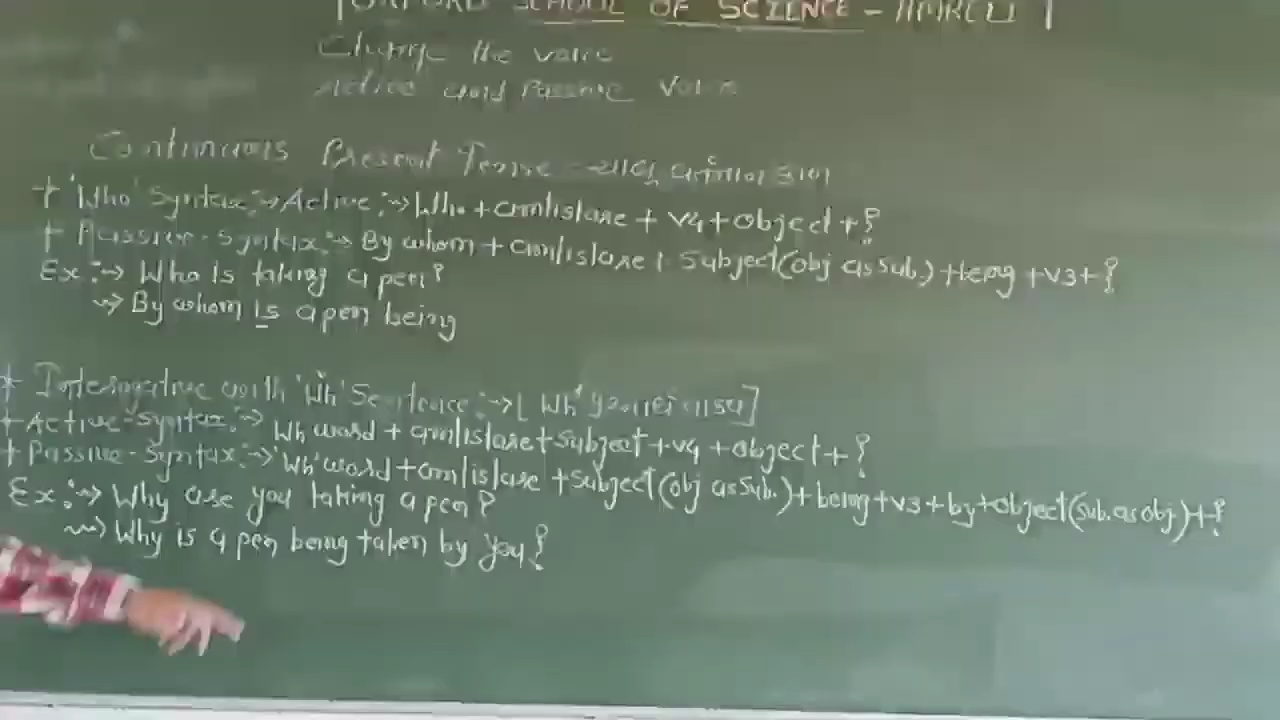 OXFORD SCHOOL OF SCIENCE - AMRELI
Change the voice
Active and Passive Voice
Continuous Present Tense -
+ 'Who' Syntax :→ Active :→ Who + am/is/are + V4 + object + ?
+ Passive - Syntax :→ By whom + am/is/are + Subject (obj as sub.) + being + V3 + ?
Ex :→ Who is taking a pen?
→ By whom is a pen being
* Interogative with 'Wh' Sentence :→ [ Wh'
+ Active - Syntax :→ Wh word + am/is/are + subject + V4 + object + ?
+ Passive - Syntax :→ 'Wh' word + am/is/are + Subject (obj as sub.) + being + V3 + by + object (sub. as obj.) + ?
Ex :→ Why are you taking a pen?
→ Why is a pen being taken by you?